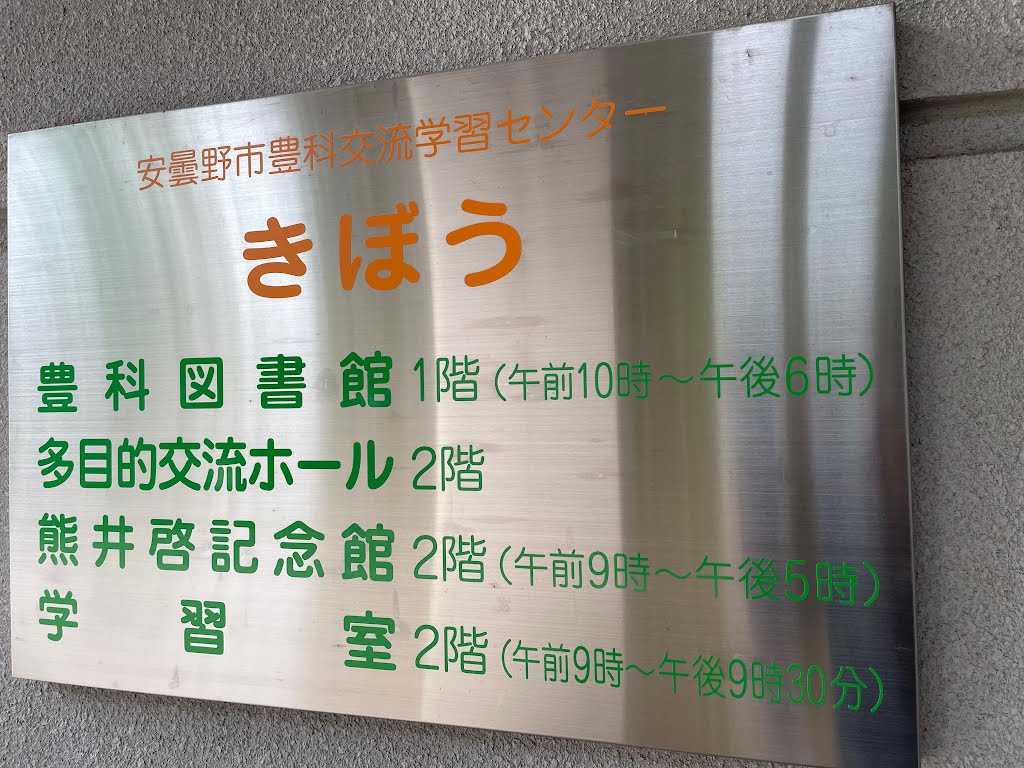 安曇野市豊科交流学習センター
きぼう
豊科図書館 1階(午前10時～午後6時)
多目的交流ホール 2階
熊井啓記念館 2階(午前9時～午後5時)
学習室 2階(午前9時～午後9時30分)